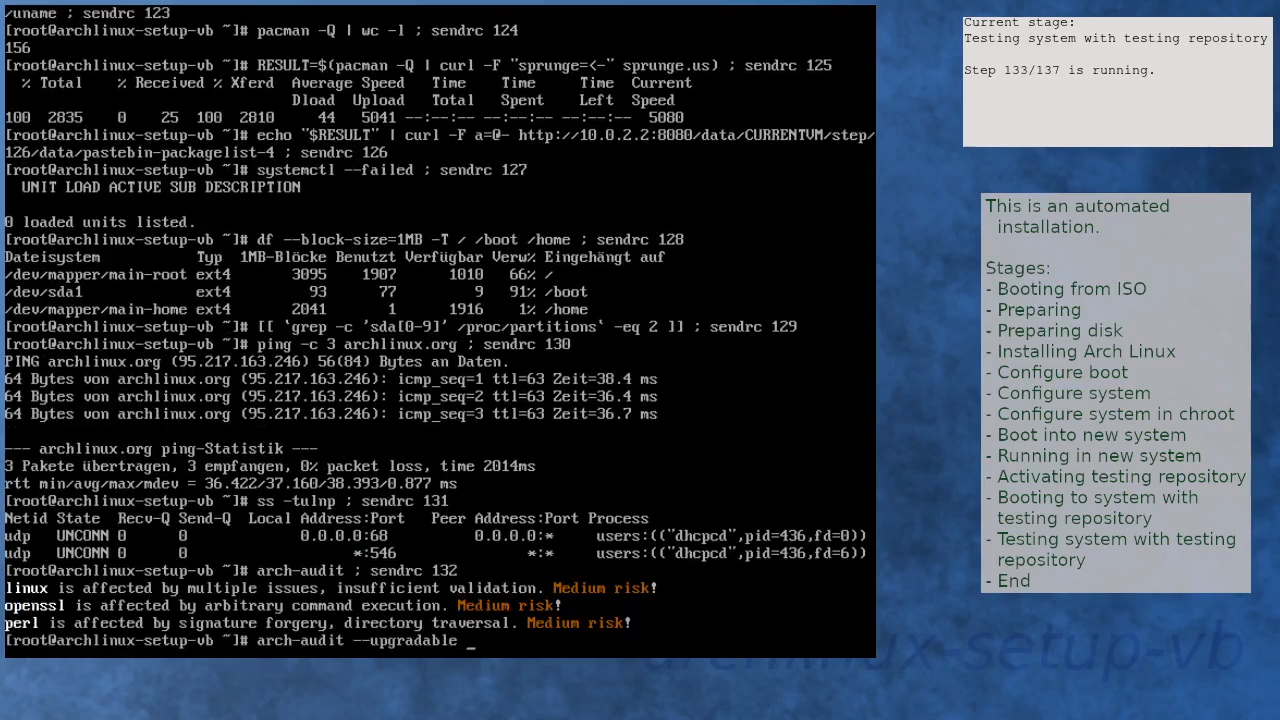 /uname ; sendrc 123
[root@archlinux-setup-vb ~]# pacman -Q | wc -l ; sendrc 124
156
[root@archlinux-setup-vb ~]# RESULT=$(pacman -Q | curl -F "sprunge=<-" sprunge.us) ; sendrc 125
% Total % Received % Xferd Average Speed Time Time Time Current
Dload Upload Total Spent Left Speed
100 2835 0 25 100 2810 44 5041 --:--:-- --:--:-- --:--:-- 5080
[root@archlinux-setup-vb ~]# echo "$RESULT" | curl -F a=@- http://10.0.2.2:8080/data/CURRENTVM/step/
126/data/pastebin-packagelist-4 ; sendrc 126
[root@archlinux-setup-vb ~]# systemctl --failed ; sendrc 127
UNIT LOAD ACTIVE SUB DESCRIPTION
0 loaded units listed.
[root@archlinux-setup-vb ~]# df --block-size=1MB -T / /boot /home ; sendrc 128
Dateisystem Typ 1MB-Blöcke Benutzt Verfügbar Verw% Eingehängt auf
/dev/mapper/main-root ext4 3095 1907 1010 66% /
/dev/sda1 ext4 93 77 9 91% /boot
/dev/mapper/main-home ext4 2041 1 1916 1% /home
[root@archlinux-setup-vb ~]# [[ `grep -c 'sda[0-9]' /proc/partitions` -eq 2 ]] ; sendrc 129
[root@archlinux-setup-vb ~]# ping -c 3 archlinux.org ; sendrc 130
PING archlinux.org (95.217.163.246) 56(84) Bytes an Daten.
64 Bytes von archlinux.org (95.217.163.246): icmp_seq=1 ttl=63 Zeit=38.4 ms
64 Bytes von archlinux.org (95.217.163.246): icmp_seq=2 ttl=63 Zeit=36.4 ms
64 Bytes von archlinux.org (95.217.163.246): icmp_seq=3 ttl=63 Zeit=36.7 ms
--- archlinux.org ping-Statistik ---
3 Pakete übertragen, 3 empfangen, 0% packet loss, time 2014ms
rtt min/avg/max/mdev = 36.422/37.160/38.393/0.877 ms
[root@archlinux-setup-vb ~]# ss -tulnp ; sendrc 131
Netid State Recv-Q Send-Q Local Address:Port Peer Address:Port Process
udp UNCONN 0 0 0.0.0.0:68 0.0.0.0:* users:(("dhcpcd",pid=436,fd=0))
udp UNCONN 0 0 *:546 *:* users:(("dhcpcd",pid=436,fd=6))
[root@archlinux-setup-vb ~]# arch-audit ; sendrc 132
linux is affected by multiple issues, insufficient validation. Medium risk!
openssl is affected by arbitrary command execution. Medium risk!
perl is affected by signature forgery, directory traversal. Medium risk!
[root@archlinux-setup-vb ~]# arch-audit --upgradable _
Current stage:
Testing system with testing repository
Step 133/137 is running.
This is an automated
installation.
Stages:
- Booting from ISO
- Preparing
- Preparing disk
- Installing Arch Linux
- Configure boot
- Configure system
- Configure system in chroot
- Boot into new system
- Running in new system
- Activating testing repository
- Booting to system with
testing repository
- Testing system with testing
repository
- End
archlinux-setup-vb